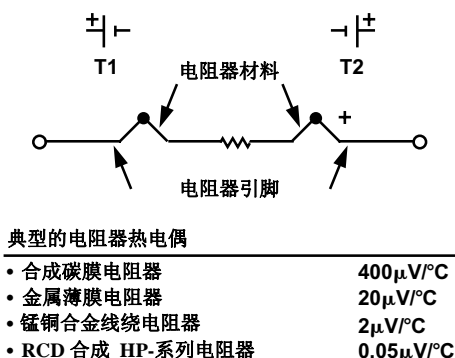 + +
T1 T2
电阻器材料
+
电阻器引脚
典型的电阻器热电偶
• 合成碳膜电阻器 400μV/°C
• 金属薄膜电阻器 20μV/°C
• 锰铜合金线绕电阻器 2μV/°C
• RCD 合成 HP-系列电阻器 0.05μV/°C